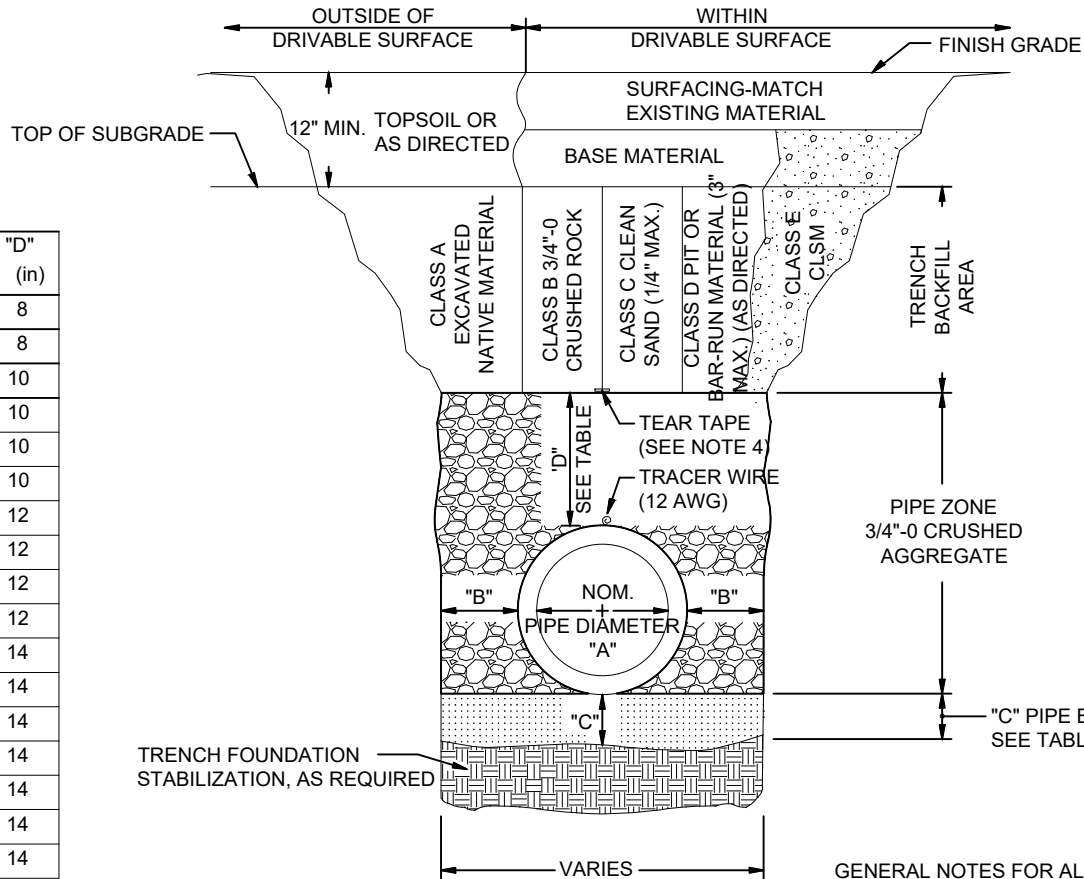 OUTSIDE OF
DRIVABLE SURFACE
WITHIN
DRIVABLE SURFACE
FINISH GRADE
SURFACING-MATCH
EXISTING MATERIAL
12" MIN.
TOPSOIL OR
AS DIRECTED
TOP OF SUBGRADE
BASE MATERIAL
CLASS A
EXCAVATED
NATIVE MATERIAL
CLASS B 3/4"-0
CRUSHED ROCK
CLASS C CLEAN
SAND (1/4" MAX.)
CLASS D PIT OR
BAR-RUN MATERIAL (3"
MAX.) (AS DIRECTED)
CLASS E
CLSM
TRENCH
BACKFILL
AREA
"D"
(in)
8
8
10
10
10
10
12
12
12
12
14
14
14
14
14
14
14
'D"
SEE TABLE
TEAR TAPE
(SEE NOTE 4)
TRACER WIRE
(12 AWG)
PIPE ZONE
3/4"-0 CRUSHED
AGGREGATE
"B"
NOM.
PIPE DIAMETER
"A"
"B"
"C"
"C" PIPE B
SEE TABL
TRENCH FOUNDATION
STABILIZATION, AS REQUIRED
VARIES
GENERAL NOTES FOR AL